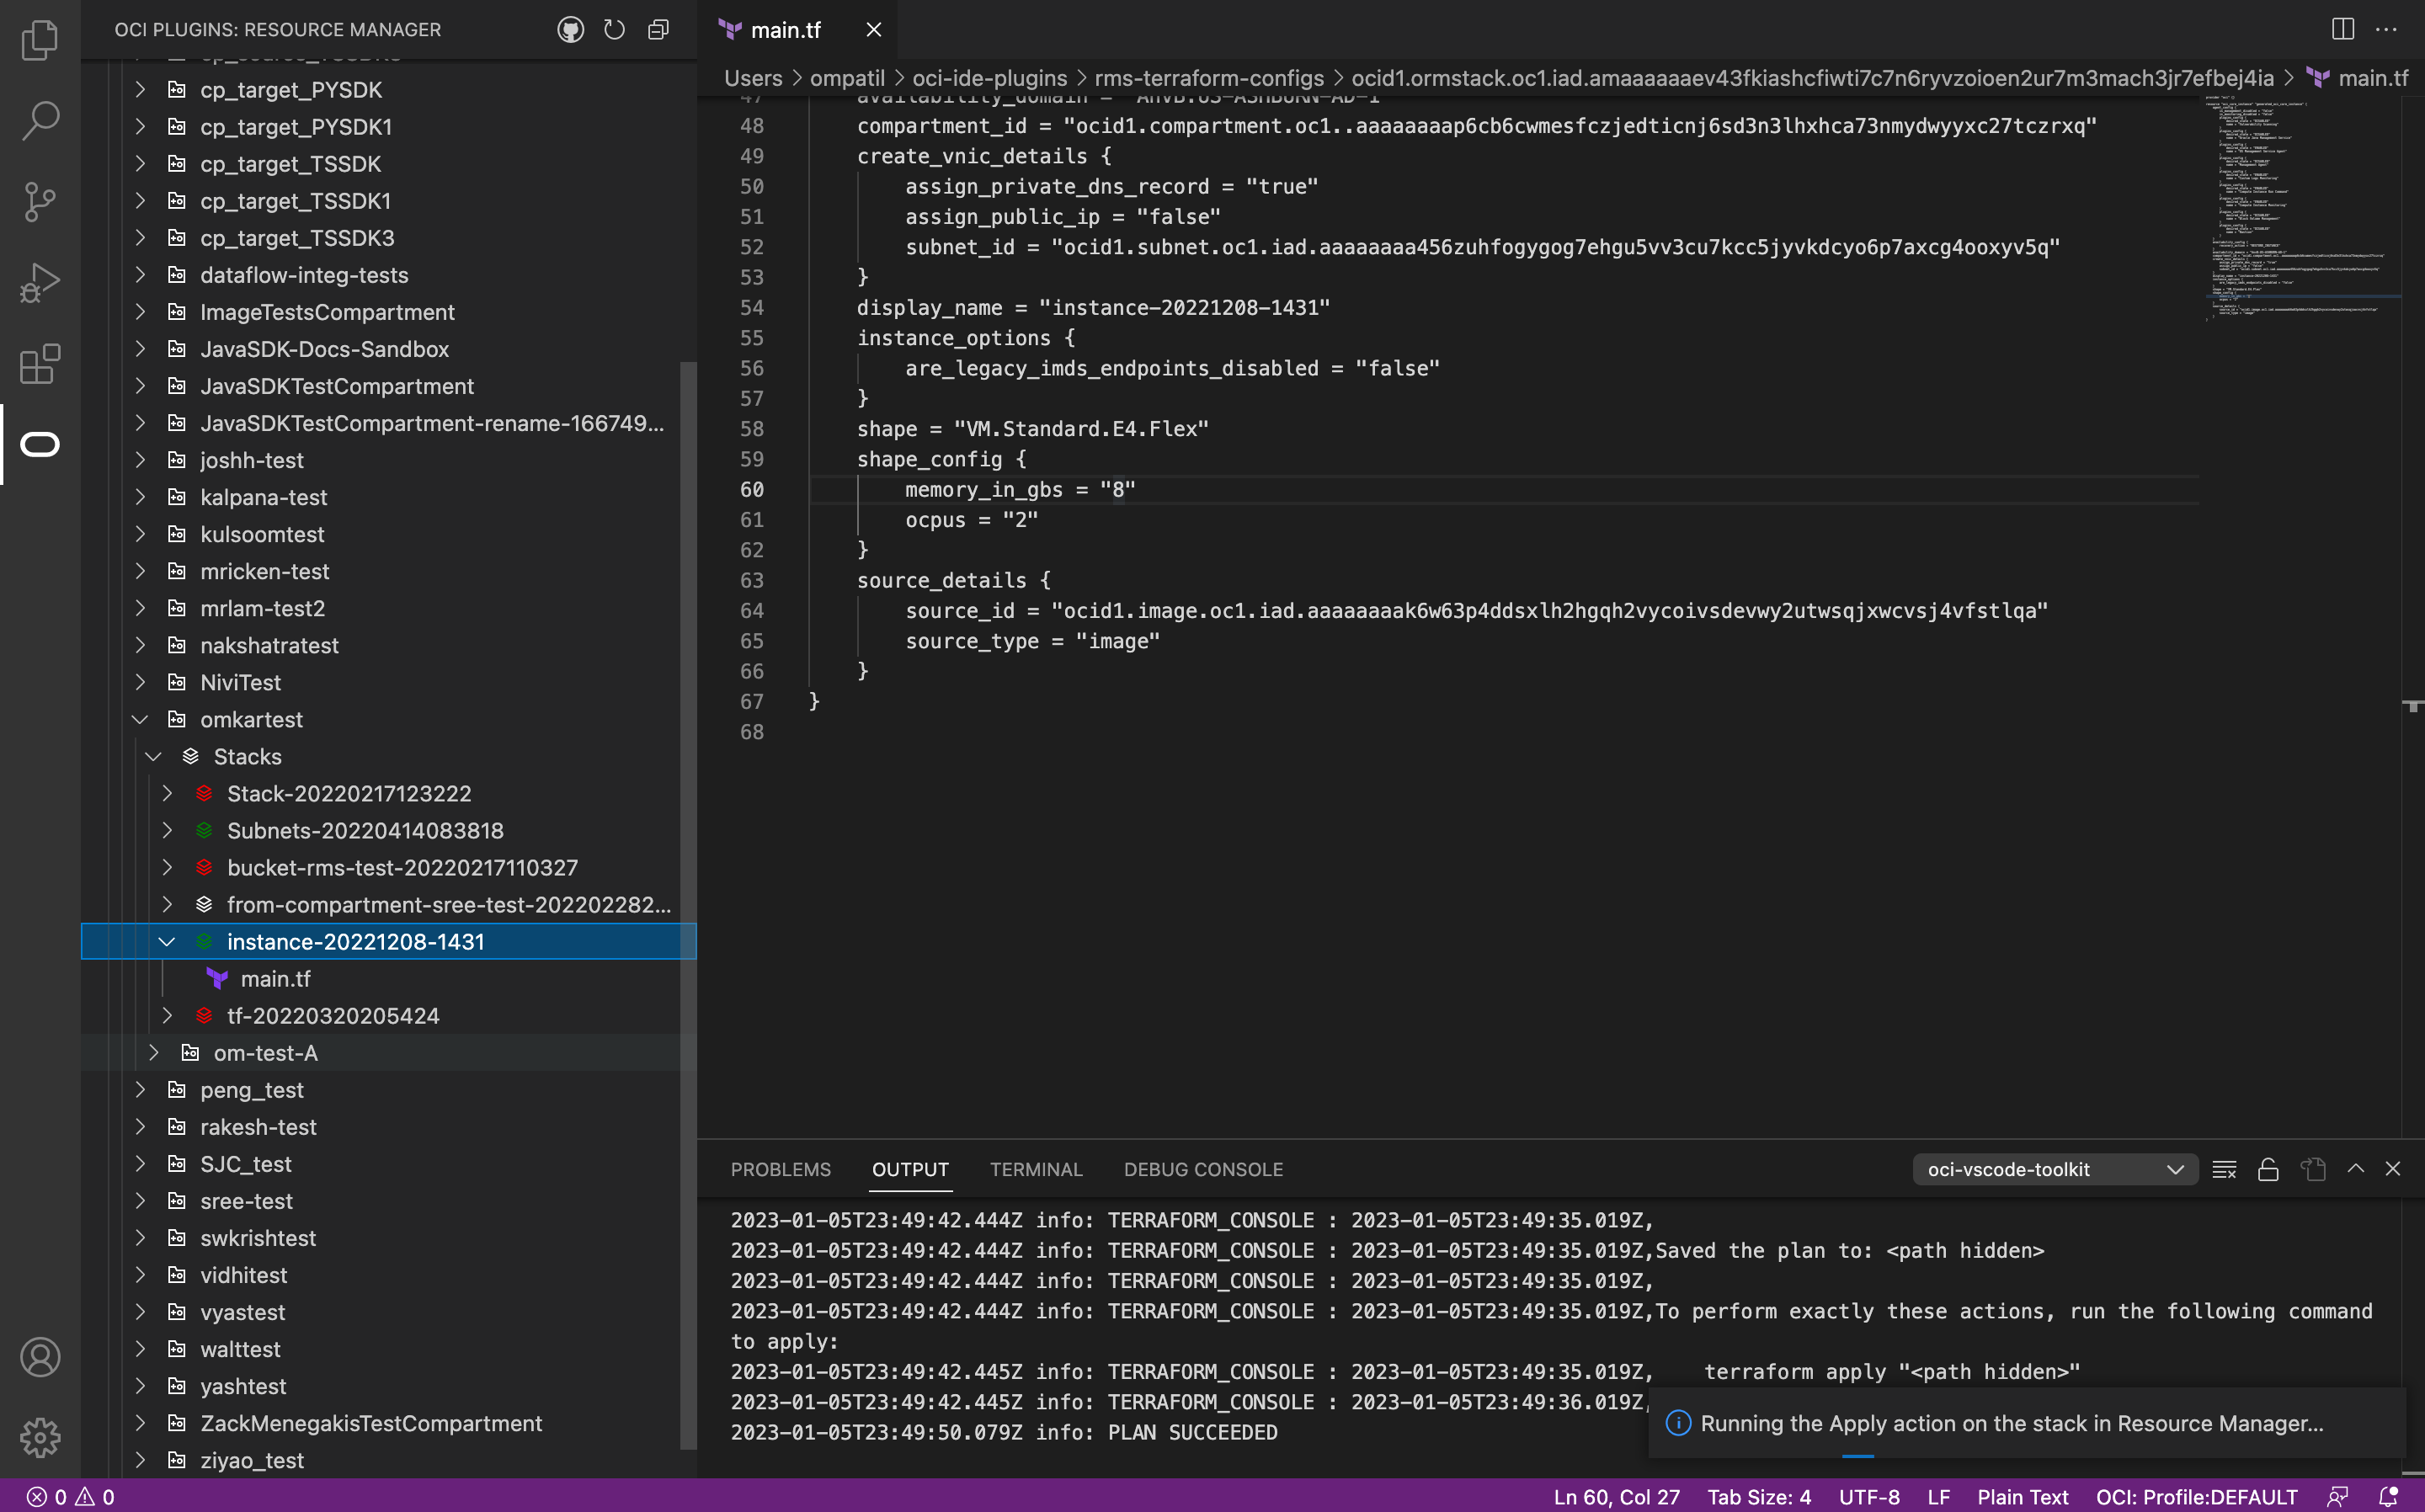 OCI PLUGINS: RESOURCE MANAGER
cp_target_PYSDK
cp_target_PYSDK1
cp_target_TSSDK
cp_target_TSSDK1
cp_target_TSSDK3
dataflow-integ-tests
ImageTestsCompartment
JavaSDK-Docs-Sandbox
JavaSDKTestCompartment
JavaSDKTestCompartment-rename-166749...
joshh-test
kalpana-test
kulsoomtest
mricken-test
mrlam-test2
nakshatratest
NiviTest
omkartest
Stacks
Stack-20220217123222
Subnets-20220414083818
bucket-rms-test-20220217110327
from-compartment-sree-test-202202282...
instance-20221208-1431
main.tf
tf-20220320205424
om-test-A
peng_test
rakesh-test
SJC_test
sree-test
swkrishtest
vidhitest
vyastest
walttest
yashtest
ZackMenegakisTestCompartment
ziyao_test
main.tf
Users > ompatil > oci-ide-plugins > rms-terraform-configs > ocid1.ormstack.oc1.iad.amaaaaaaev43fkiashcfiwti7c7n6ryvzoioen2ur7m3mach3jr7efbej4ia > main.tf
48 compartment_id = "ocid1.compartment.oc1..aaaaaaaap6cb6cwmesfczjedticnj6sd3n3lhxhca73nmydwyyxc27tczrxq"
49 create_vnic_details {
50 assign_private_dns_record = "true"
51 assign_public_ip = "false"
52 subnet_id = "ocid1.subnet.oc1.iad.aaaaaaaa456zuhfogygog7ehgu5vv3cu7kcc5jyvkdcyo6p7axcg4ooxyv5q"
53 }
54 display_name = "instance-20221208-1431"
55 instance_options {
56 are_legacy_imds_endpoints_disabled = "false"
57 }
58 shape = "VM.Standard.E4.Flex"
59 shape_config {
60 memory_in_gbs = "8"
61 ocpus = "2"
62 }
63 source_details {
64 source_id = "ocid1.image.oc1.iad.aaaaaaaak6w63p4ddsxlh2hgqh2vycoivsdevwy2utwsqjxwcvsj4vfstlqa"
65 source_type = "image"
66 }
67 }
68
PROBLEMS OUTPUT TERMINAL DEBUG CONSOLE oci-vscode-toolkit
2023-01-05T23:49:42.444Z info: TERRAFORM_CONSOLE : 2023-01-05T23:49:35.019Z,
2023-01-05T23:49:42.444Z info: TERRAFORM_CONSOLE : 2023-01-05T23:49:35.019Z,Saved the plan to: <path hidden>
2023-01-05T23:49:42.444Z info: TERRAFORM_CONSOLE : 2023-01-05T23:49:35.019Z,
2023-01-05T23:49:42.444Z info: TERRAFORM_CONSOLE : 2023-01-05T23:49:35.019Z,To perform exactly these actions, run the following command
to apply:
2023-01-05T23:49:42.445Z info: TERRAFORM_CONSOLE : 2023-01-05T23:49:35.019Z, terraform apply "<path hidden>"
2023-01-05T23:49:42.445Z info: TERRAFORM_CONSOLE : 2023-01-05T23:49:36.019Z,
2023-01-05T23:49:50.079Z info: PLAN SUCCEEDED
Running the Apply action on the stack in Resource Manager...
0 0 Ln 60, Col 27 Tab Size: 4 UTF-8 LF Plain Text OCI: Profile:DEFAULT